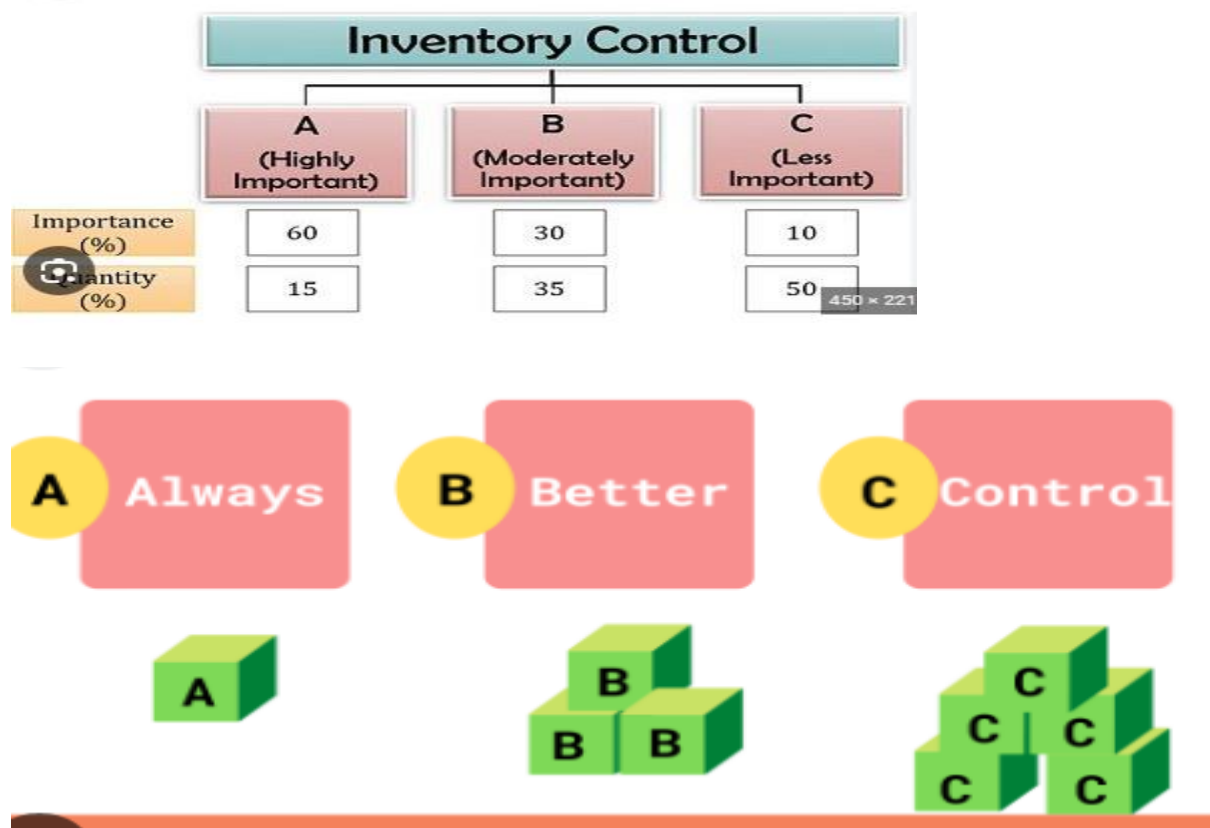 Inventory Control
A
(Highly
Important)
B
(Moderately
Important)
C
(Less
Important)
Importance
(%)
60
30
10
(%)
15
35
50
450 × 221
A
Always
B
Better
C
Control
A
B
B
B
C
C
C
C
C